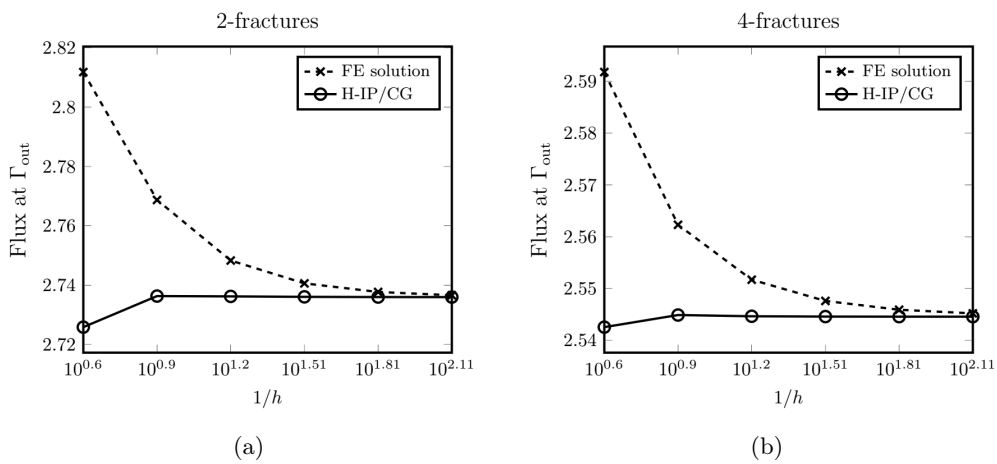 2-fractures
2.82
2.8
2.78
2.76
2.74
2.72
Flux at Γ_out
FE solution
H-IP/CG
10^0.6 10^0.9 10^1.2 10^1.51 10^1.81 10^2.11
1/h
(a)
4-fractures
2.59
2.58
2.57
2.56
2.55
2.54
Flux at Γ_out
FE solution
H-IP/CG
10^0.6 10^0.9 10^1.2 10^1.51 10^1.81 10^2.11
1/h
(b)